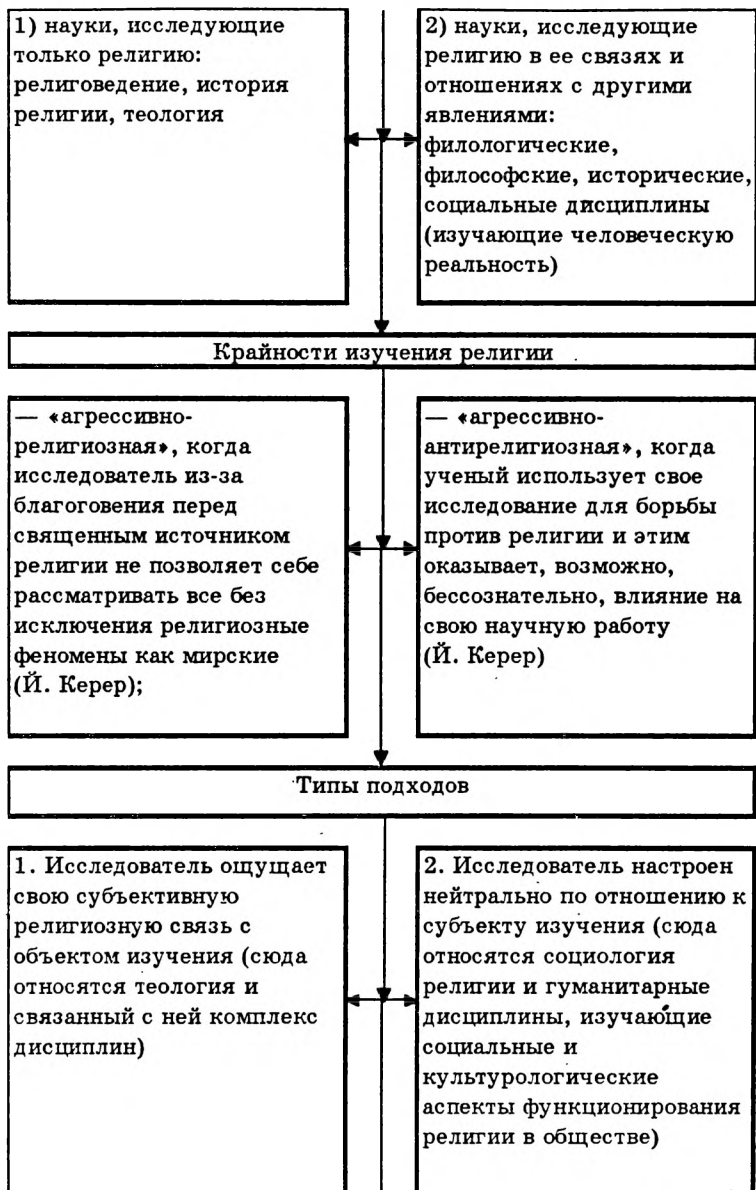 1) науки, исследующие
только религию:
религоведение, история
религии, теология
2) науки, исследующие
религию в ее связях и
отношениях с другими
явлениями:
филологические,
философские, исторические,
социальные дисциплины
(изучающие человеческую
реальность)
Крайности изучения религии
— «агрессивно-
религиозная», когда
исследователь из-за
благоговения перед
священным источником
религии не позволяет себе
рассматривать все без
исключения религиозные
феномены как мирские
(Й. Керер);
— «агрессивно-
антирелигиозная», когда
ученый использует свое
исследование для борьбы
против религии и этим
оказывает, возможно,
бессознательно, влияние на
свою научную работу
(Й. Керер)
Типы подходов
1. Исследователь ощущает
свою субъективную
религиозную связь с
объектом изучения (сюда
относятся теология и
связанный с ней комплекс
дисциплин)
2. Исследователь настроен
нейтрально по отношению к
субъекту изучения (сюда
относятся социология
религии и гуманитарные
дисциплины, изучающие
социальные и
культурологические
аспекты функционирования
религии в обществе)